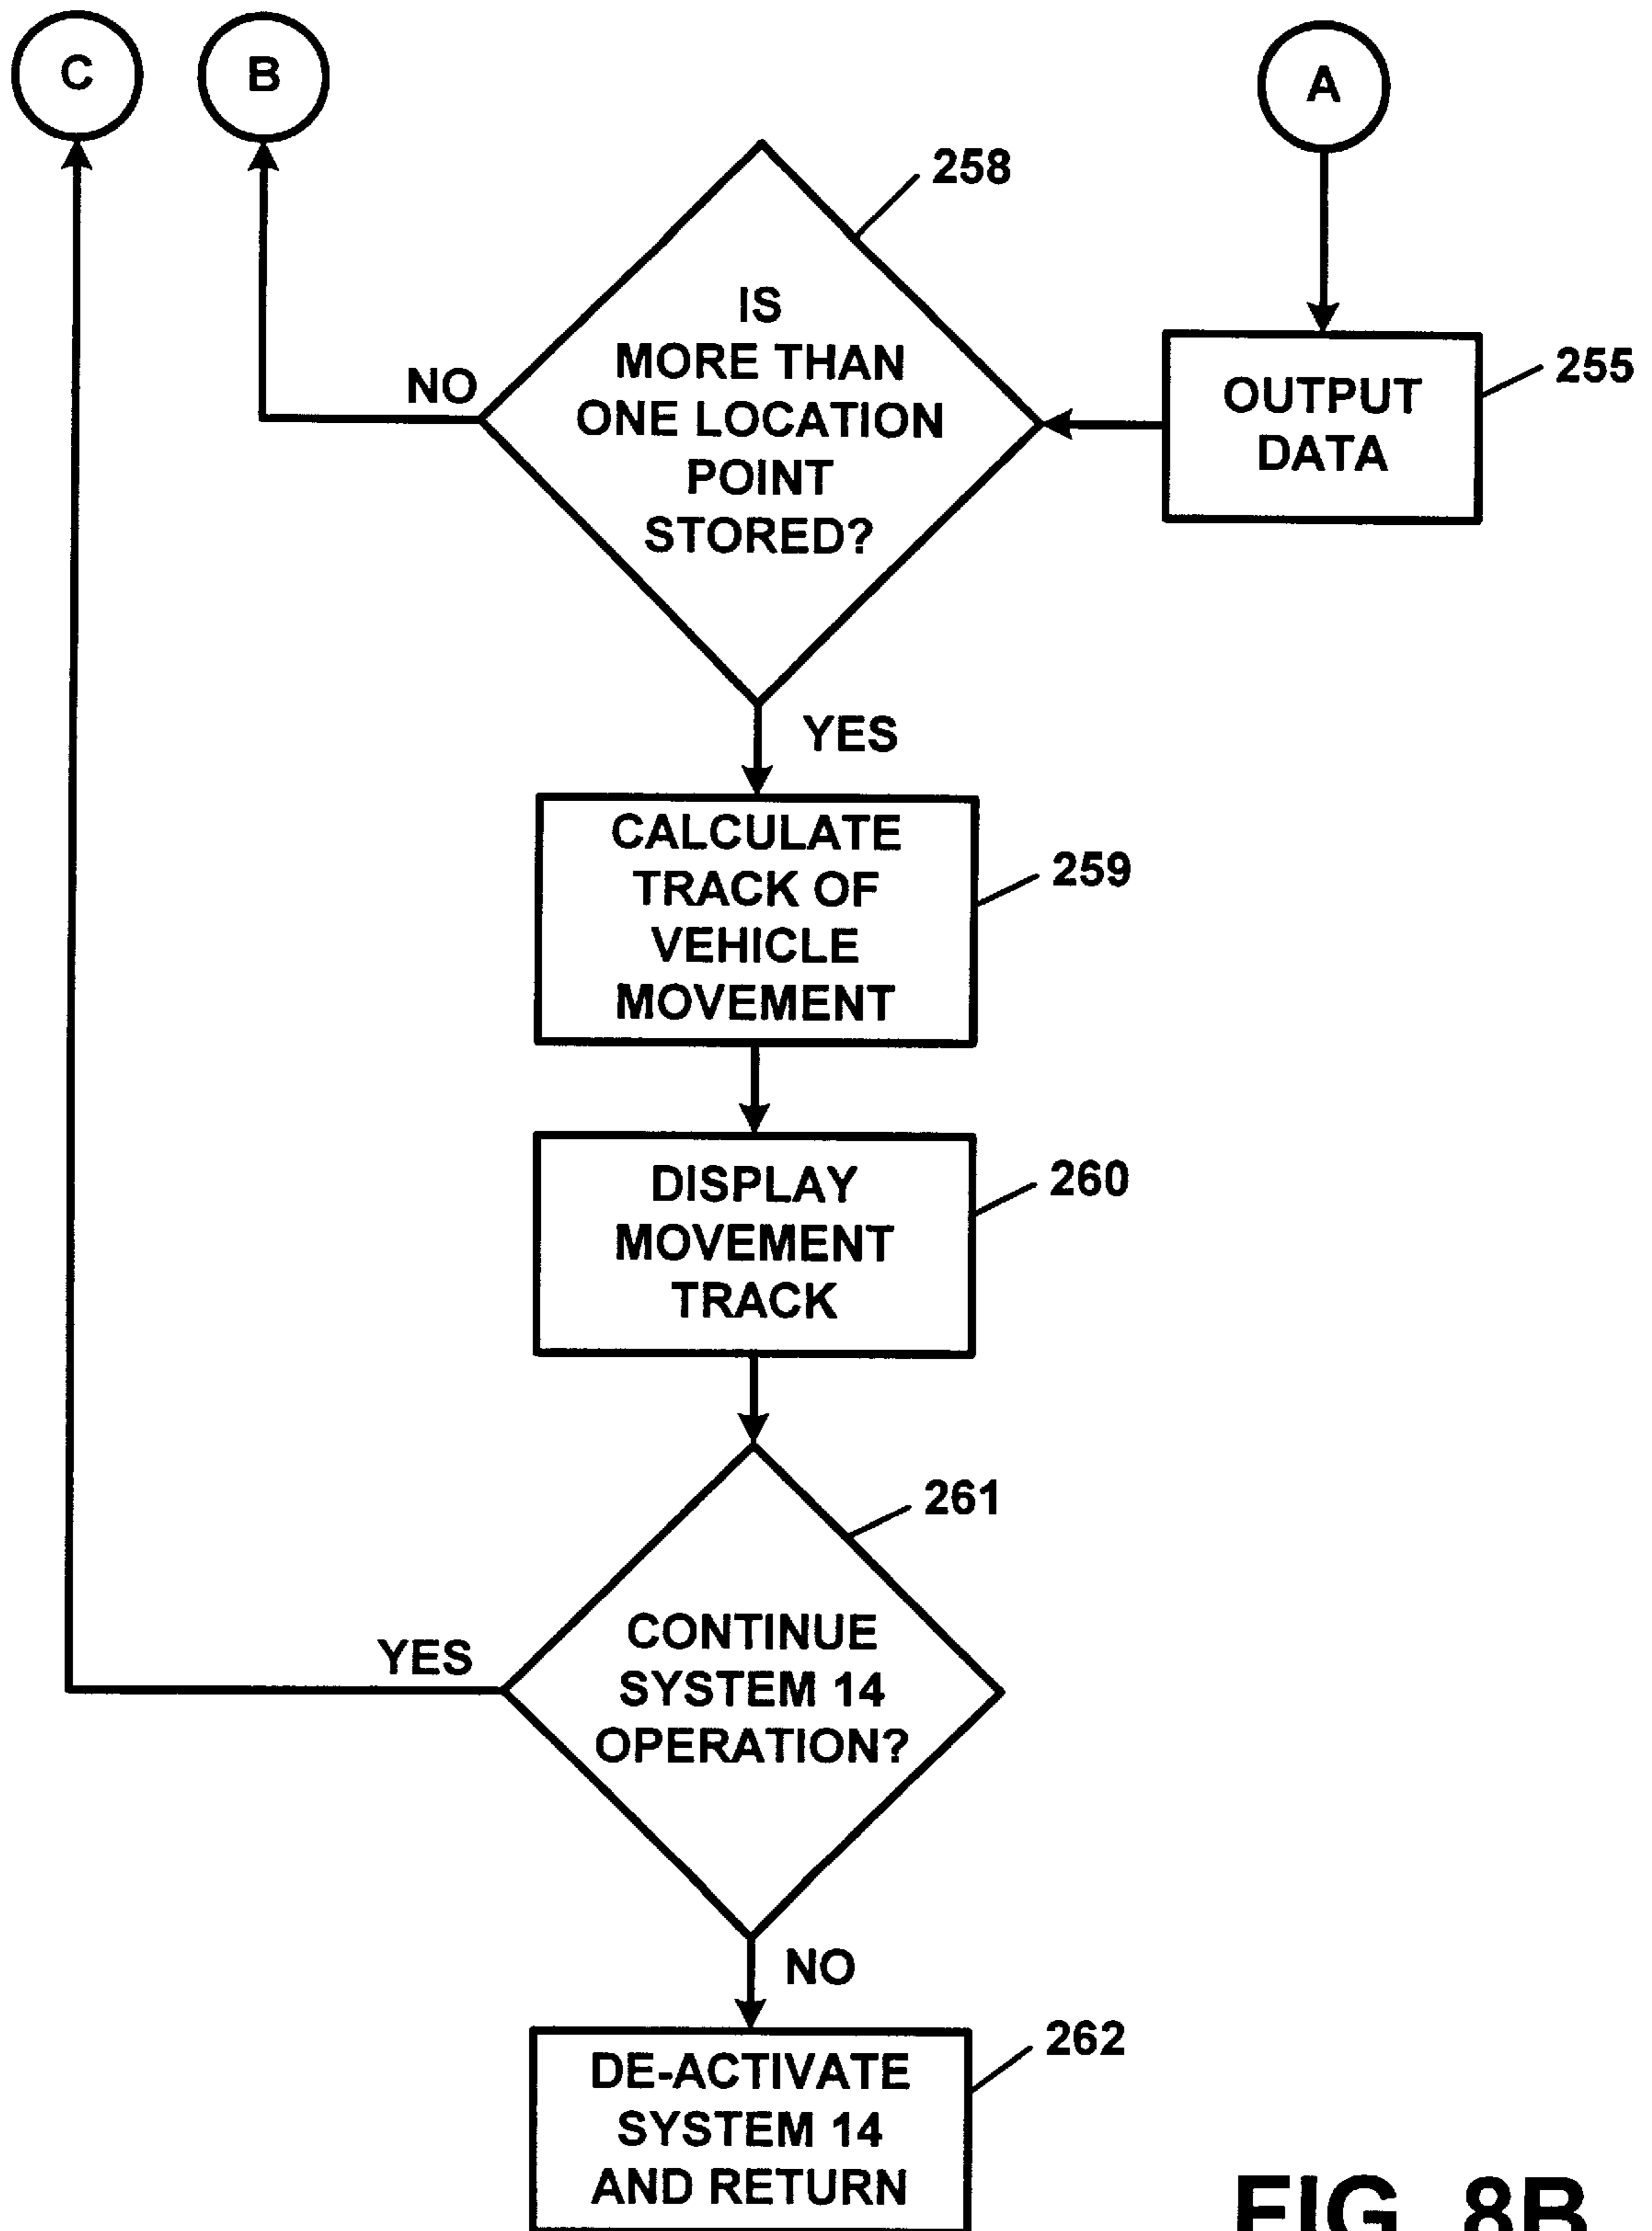 C
B
A
258
IS
MORE THAN
ONE LOCATION
POINT
STORED?
NO
OUTPUT
DATA
255
YES
CALCULATE
TRACK OF
VEHICLE
MOVEMENT
259
DISPLAY
MOVEMENT
TRACK
260
261
CONTINUE
SYSTEM 14
OPERATION?
YES
NO
262
DE-ACTIVATE
SYSTEM 14
AND RETURN
FIG. 8B